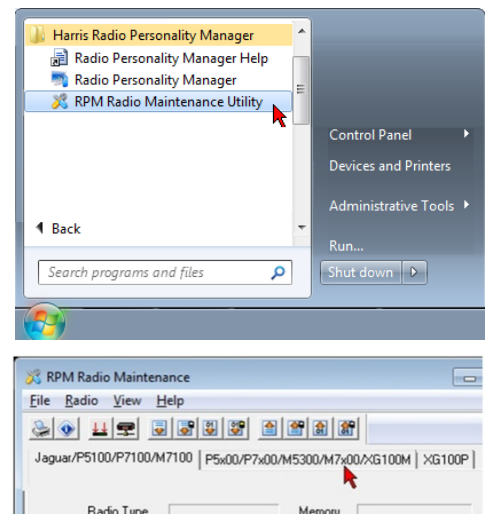 Harris Radio Personality Manager
Radio Personality Manager Help
Radio Personality Manager
RPM Radio Maintenance Utility
Back
Search programs and files
Control Panel
Devices and Printers
Administrative Tools
Run...
Shut down
RPM Radio Maintenance
File Radio View Help
Jaguar/P5100/P7100/M7100 P5x00/P7x00/M5300/M7x00/XG100M XG100P
Radio Type Memory